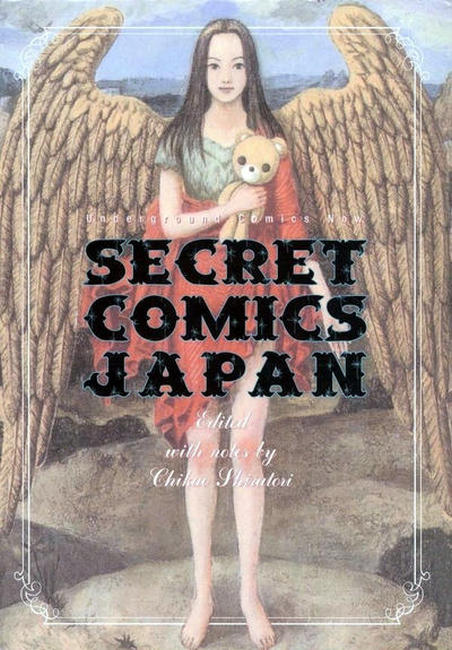 Underground Comics Now
SECRET
COMICS
JAPAN
Edited
with notes by
Chikao Shiratori